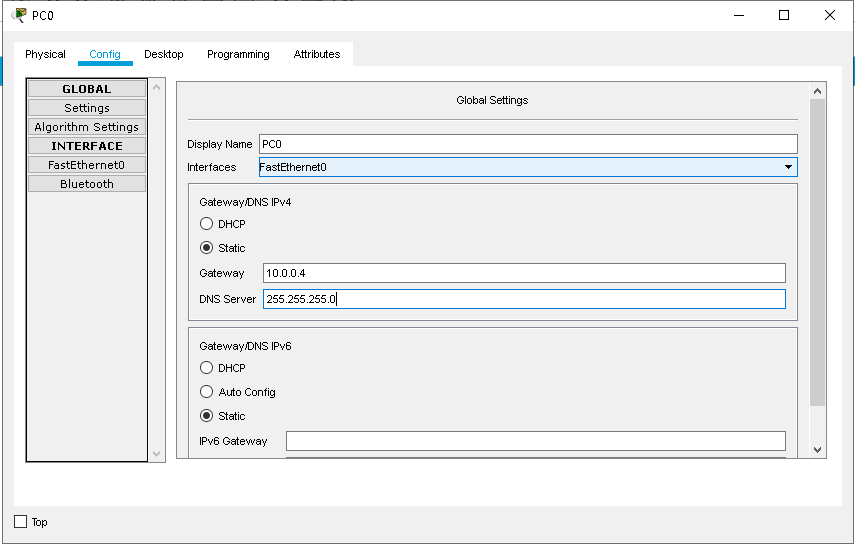 PC0
Physical Config Desktop Programming Attributes
GLOBAL
Settings
Algorithm Settings
INTERFACE
FastEthernet0
Bluetooth
Global Settings
Display Name PC0
Interfaces FastEthernet0
Gateway/DNS IPv4
DHCP
Static
Gateway 10.0.0.4
DNS Server 255.255.255.0
Gateway/DNS IPv6
DHCP
Auto Config
Static
IPv6 Gateway
Top